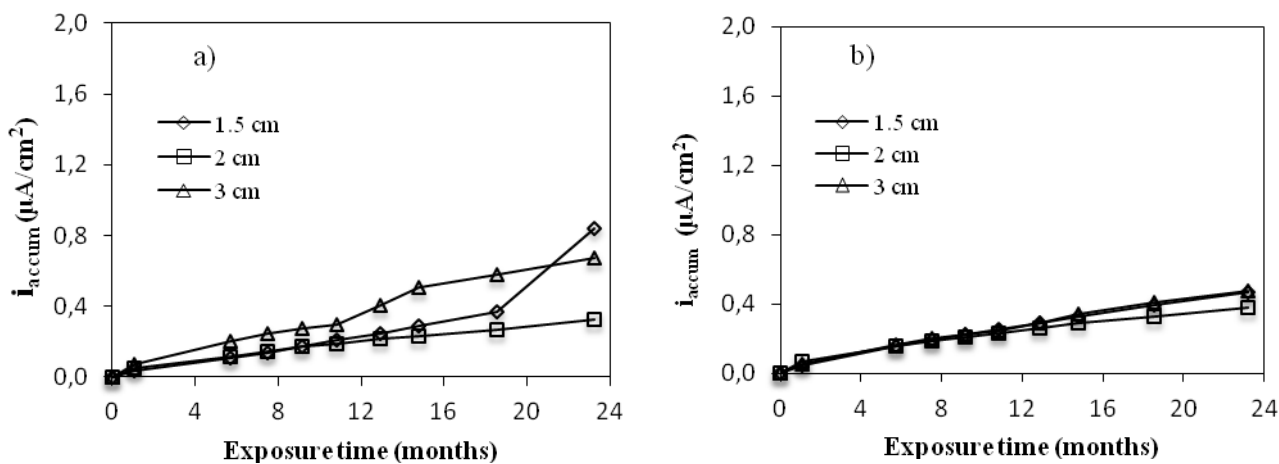 2,0
1,6
1,2
0,8
0,4
0,0
i_accum (µA/cm²)
a)
1.5 cm
2 cm
3 cm
0 4 8 12 16 20 24
Exposure time (months)
2,0
1,6
1,2
0,8
0,4
0,0
i_accum (µA/cm²)
b)
1.5 cm
2 cm
3 cm
0 4 8 12 16 20 24
Exposure time (months)